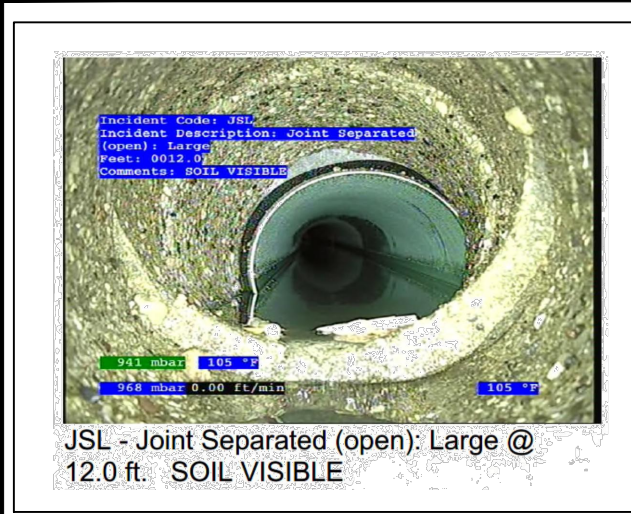 Incident Code: JSL
Incident Description: Joint Separated
(open): Large
Feet: 0012.0
Comments: SOIL VISIBLE
941 mbar 105 °F
968 mbar 0.00 ft/min 105 °F
JSL - Joint Separated (open): Large @
12.0 ft. SOIL VISIBLE